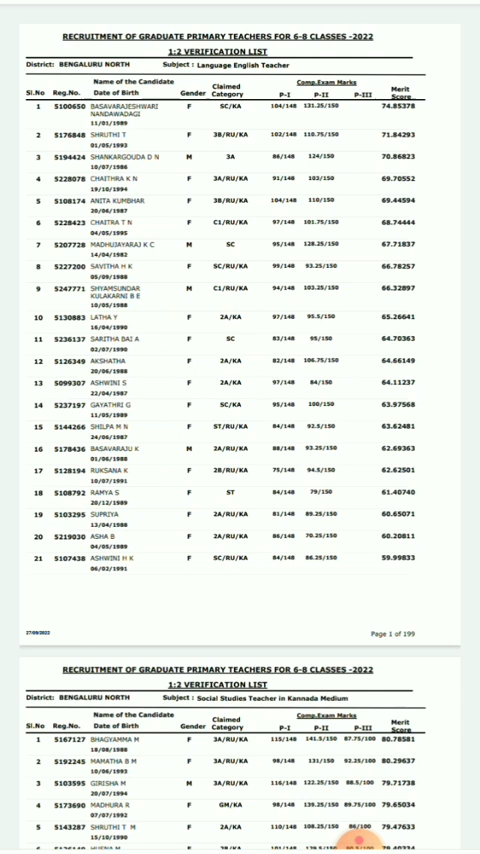 RECRUITMENT OF GRADUATE PRIMARY TEACHERS FOR 6-8 CLASSES -2022
1:2 VERIFICATION LIST
District: BENGALURU NORTH Subject : Language English Teacher
Name of the Candidate Claimed Comp.Exam Marks Merit
Sl.No Reg.No. Date of Birth Gender Category P-I P-II P-III Score
1 5100650 BASAVARAJESHWARI F SC/KA 104/148 131.25/150 74.85378
NANDAWADAGI
11/01/1989
2 5176848 SHRUTHI T F 3B/RU/KA 102/148 110.75/150 71.84293
01/05/1993
3 5194424 SHANKARGOUDA D N M 3A 86/148 124/150 70.86823
10/07/1986
4 5228078 CHAITHRA K N F 3A/RU/KA 91/148 103/150 69.70552
19/10/1994
5 5108174 ANITA KUMBHAR F 3B/RU/KA 104/148 110/150 69.44594
20/06/1987
6 5228423 CHAITRA T N F C1/RU/KA 97/148 101.75/150 68.74444
04/05/1995
7 5207728 MADHUJAYARAJ K C M SC 95/148 128.25/150 67.71837
14/04/1982
8 5227200 SAVITHA H K F SC/RU/KA 99/148 93.25/150 66.78257
05/09/1988
9 5247771 SHYAMSUNDAR M C1/RU/KA 94/148 103.25/150 66.32897
KULAKARNI B E
10/05/1988
10 5130883 LATHA Y F 2A/KA 97/148 95.5/150 65.26641
16/04/1990
11 5236137 SARITHA BAI A F SC 83/148 95/150 64.70363
02/07/1990
12 5126349 AKSHATHA F 2A/KA 82/148 106.75/150 64.66149
20/06/1988
13 5099307 ASHWINI S F 2A/KA 97/148 84/150 64.11237
22/04/1987
14 5237197 GAYATHRI G F SC/KA 95/148 100/150 63.97568
11/05/1989
15 5144266 SHILPA M N F ST/RU/KA 84/148 92.5/150 63.62481
24/06/1987
16 5178436 BASAVARAJU K M 2A/RU/KA 88/148 93.25/150 62.69363
01/06/1988
17 5128194 RUKSANA K F 2B/RU/KA 75/148 94.5/150 62.62501
10/07/1991
18 5108792 RAMYA S F ST 84/148 79/150 61.40740
20/12/1989
19 5103295 SUPRIYA F 2A/RU/KA 81/148 89.25/150 60.65071
13/04/1988
20 5219030 ASHA B F 2A/RU/KA 86/148 70.25/150 60.20811
04/05/1989
21 5107438 ASHWINI H K F SC/RU/KA 84/148 86.25/150 59.99833
06/02/1991
27/09/2022 Page 1 of 199
RECRUITMENT OF GRADUATE PRIMARY TEACHERS FOR 6-8 CLASSES -2022
1:2 VERIFICATION LIST
District: BENGALURU NORTH Subject : Social Studies Teacher in Kannada Medium
Name of the Candidate Claimed Comp.Exam Marks Merit
Sl.No Reg.No. Date of Birth Gender Category P-I P-II P-III Score
1 5167127 BHAGYAMMA M F 3A/RU/KA 115/148 141.5/150 87.75/100 80.78581
18/08/1988
2 5192245 MAMATHA B M F 3A/RU/KA 98/148 131/150 92.25/100 80.29637
10/06/1993
3 5103595 GIRISHA M M 3A/RU/KA 116/148 122.25/150 88.5/100 79.71738
20/07/1994
4 5173690 MADHURA R F GM/KA 98/148 139.25/150 89.75/100 79.65034
07/07/1992
5 5143287 SHRUTHI T M F 2A/KA 110/148 108.25/150 86/100 79.47633
15/10/1990